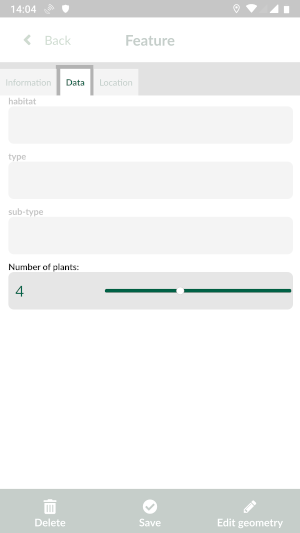 14:04
Back
Feature
Information
Data
Location
habitat
type
sub-type
Number of plants:
4
Delete
Save
Edit geometry